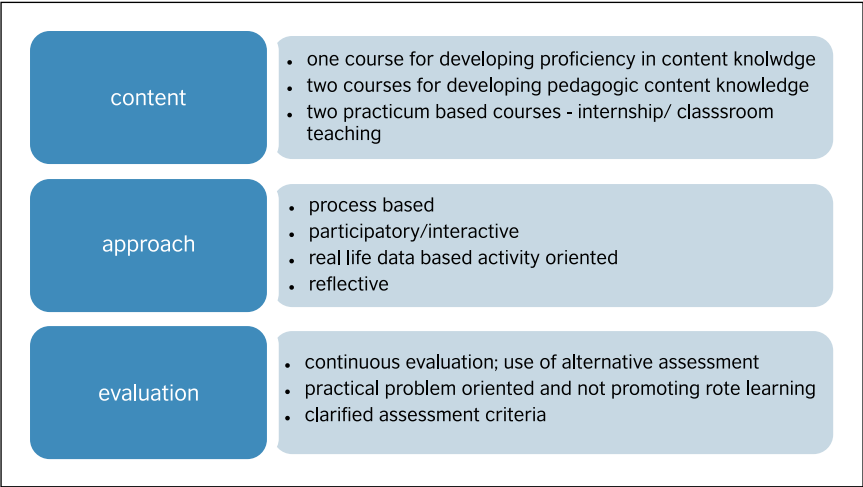 content
• one course for developing proficiency in content knolwdge
• two courses for developing pedagogic content knowledge
• two practicum based courses - internship/ classsroom
teaching
approach
• process based
• participatory/interactive
• real life data based activity oriented
• reflective
evaluation
• continuous evaluation; use of alternative assessment
• practical problem oriented and not promoting rote learning
• clarified assessment criteria